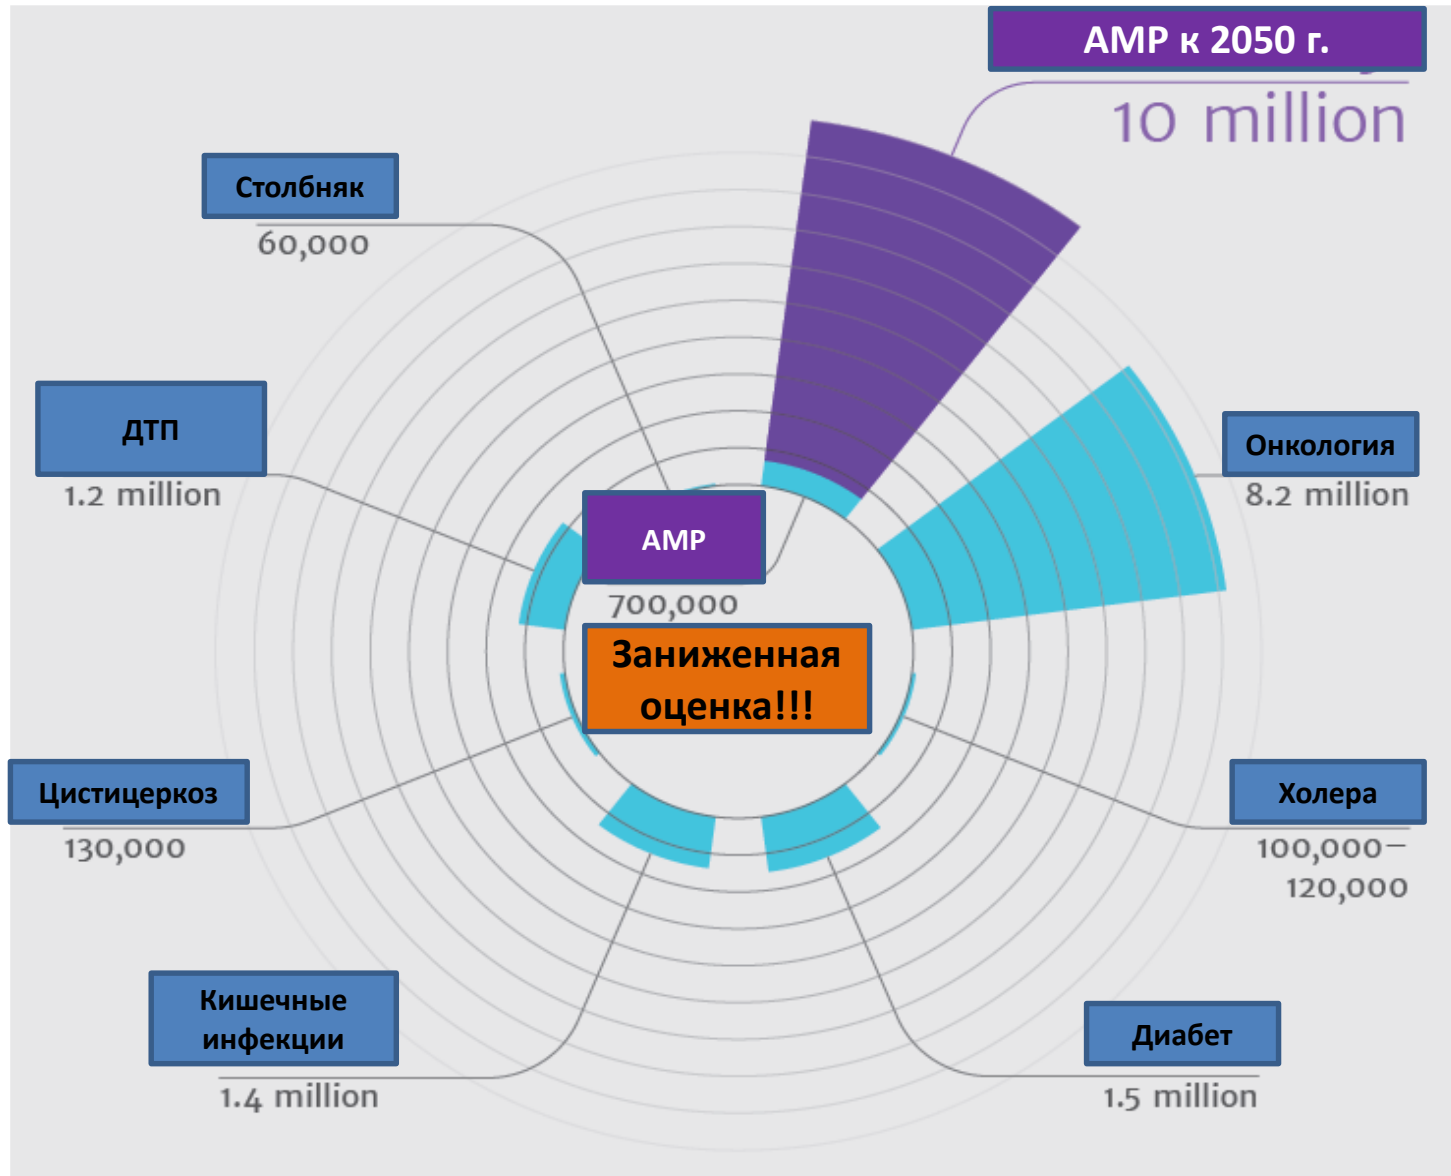 АМР к 2050 г.
10 million
Столбняк
60,000
ДТП
1.2 million
Онкология
8.2 million
АМР
700,000
Заниженная
оценка!!!
Цистицеркоз
130,000
Холера
100,000–
120,000
Кишечные
инфекции
1.4 million
Диабет
1.5 million